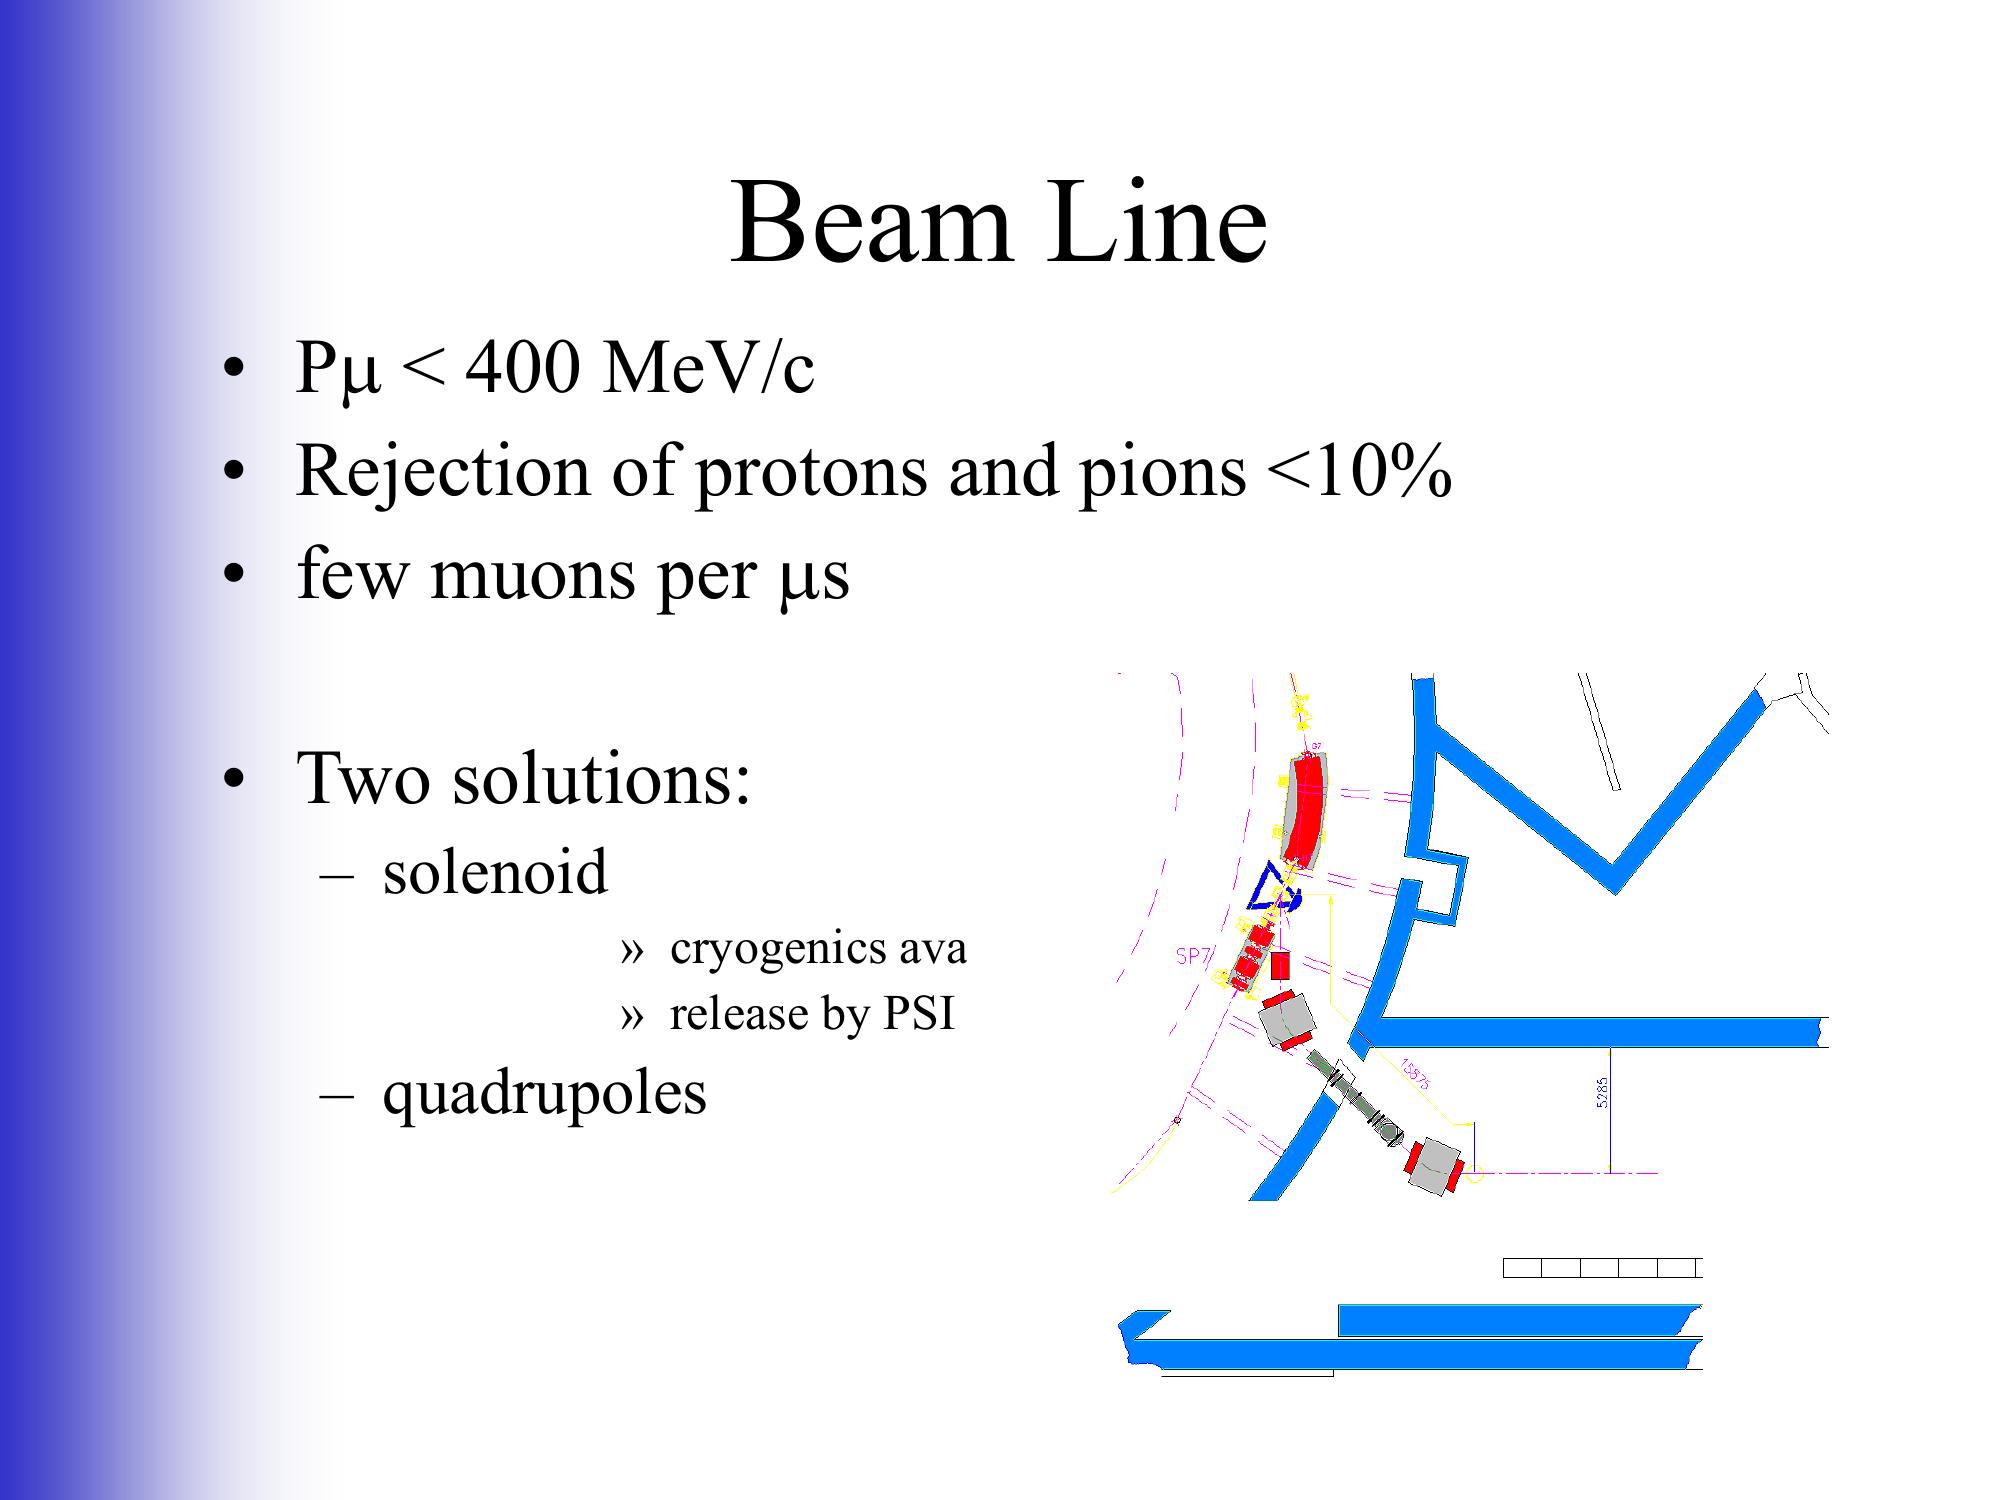 Beam Line
• Pμ < 400 MeV/c
• Rejection of protons and pions <10%
• few muons per μs
• Two solutions:
– solenoid
» cryogenics ava
» release by PSI
– quadrupoles
SP7
15875
5285